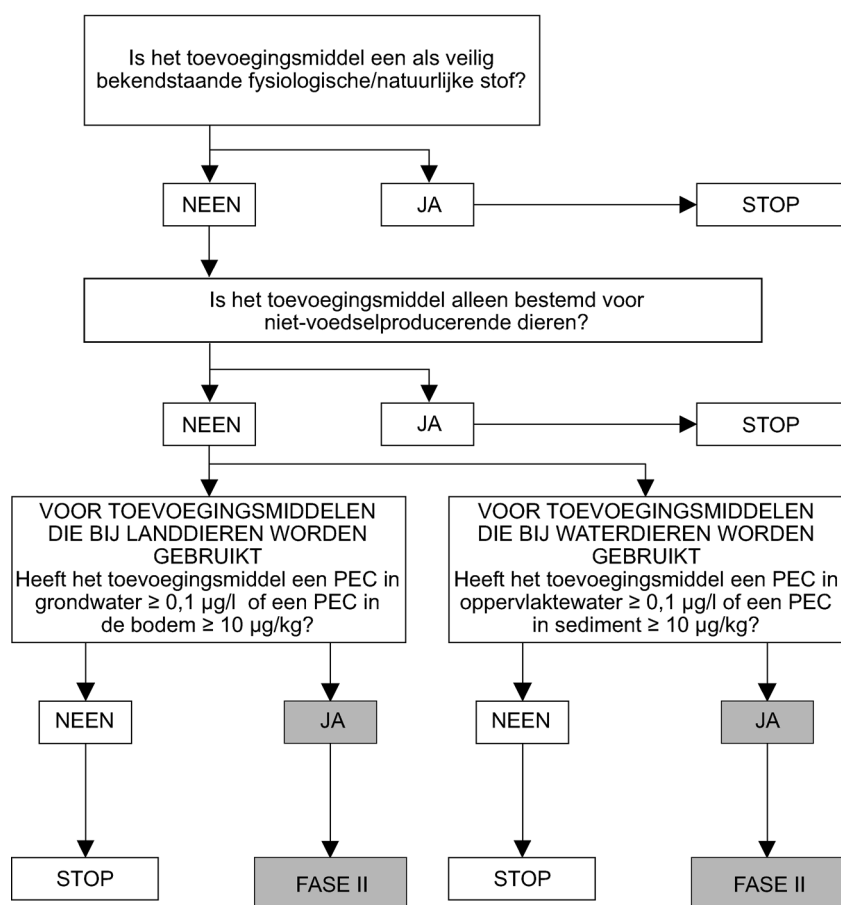 Is het toevoegingsmiddel een als veilig
bekendstaande fysiologische/natuurlijke stof?
NEEN
JA
STOP
Is het toevoegingsmiddel alleen bestemd voor
niet-voedselproducerende dieren?
NEEN
JA
STOP
VOOR TOEVOEGINGSMIDDELEN
DIE BIJ LANDDIEREN WORDEN
GEBRUIKT
Heeft het toevoegingsmiddel een PEC in
grondwater ≥ 0,1 µg/l of een PEC in
de bodem ≥ 10 µg/kg?
VOOR TOEVOEGINGSMIDDELEN
DIE BIJ WATERDIEREN WORDEN
GEBRUIKT
Heeft het toevoegingsmiddel een PEC in
oppervlaktewater ≥ 0,1 µg/l of een PEC
in sediment ≥ 10 µg/kg?
NEEN
JA
NEEN
JA
STOP
FASE II
STOP
FASE II